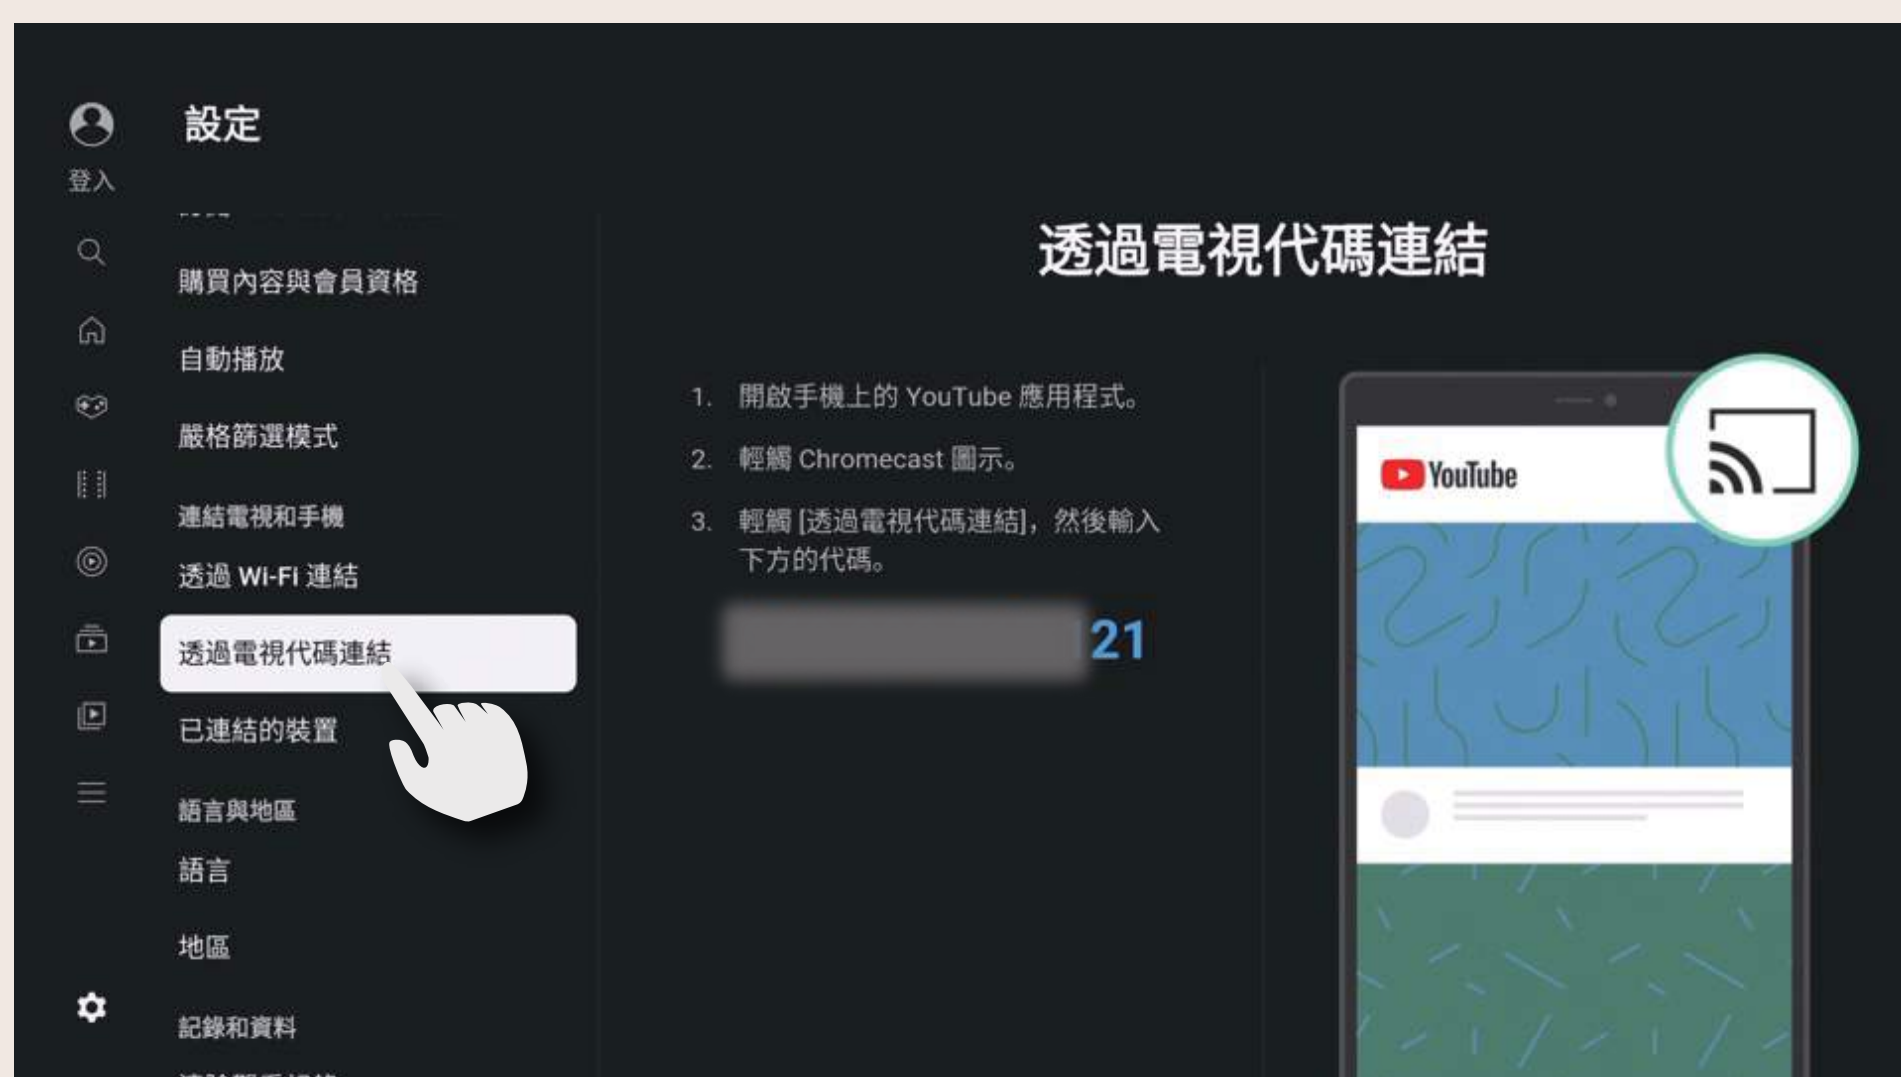 設定
登入
購買內容與會員資格
自動播放
嚴格篩選模式
連結電視和手機
透過 Wi-Fi 連結
透過電視代碼連結
已連結的裝置
語言與地區
語言
地區
記錄和資料
透過電視代碼連結
1. 開啟手機上的 YouTube 應用程式。
2. 輕觸 Chromecast 圖示。
3. 輕觸 [透過電視代碼連結]，然後輸入
下方的代碼。
21
YouTube